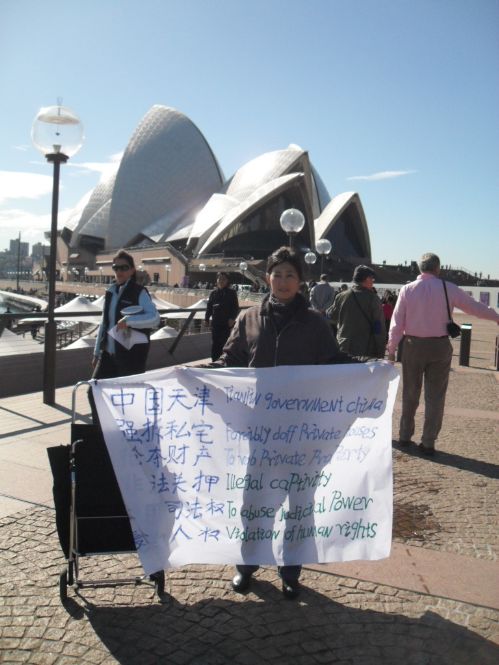 中国天津 Tianjin government china
强拆私宅 Forcibly doff Private houses
夺财产 To rob Private Property
法关押 Illegal captivity
司法权 To abuse judicial Power
人权 Violation of human rights